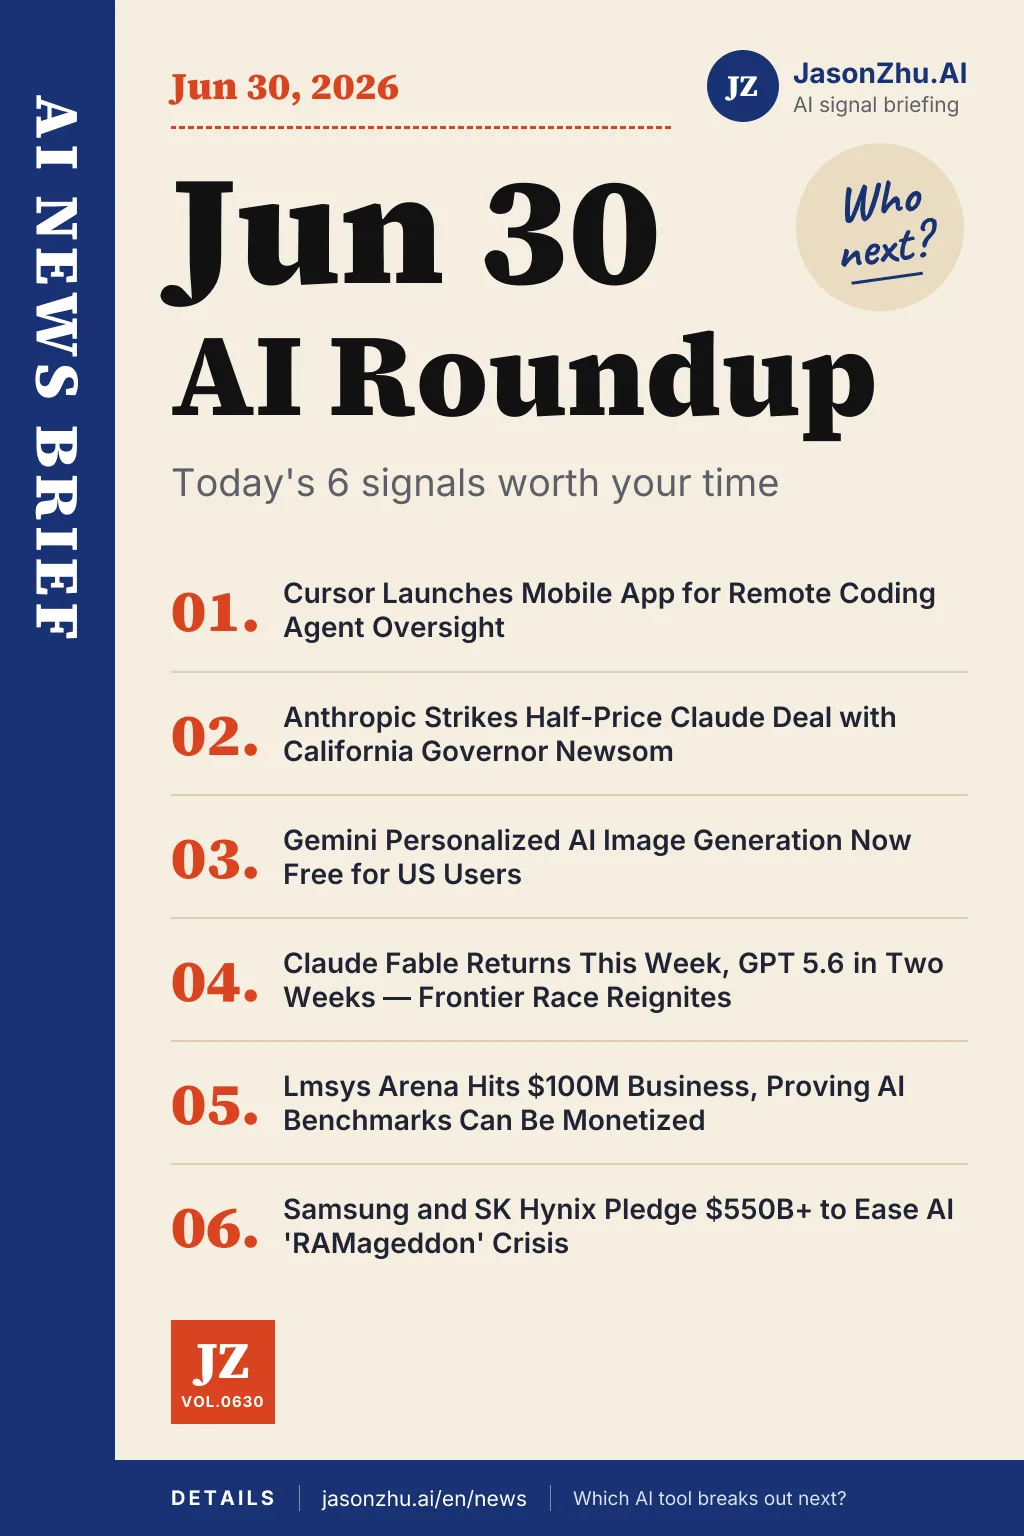 AI NEWS BRIEF
Jun 30, 2026
JZ
JasonZhu.AI
AI signal briefing
Who
next?
Jun 30
AI Roundup
Today's 6 signals worth your time
01.
Cursor Launches Mobile App for Remote Coding
Agent Oversight
02.
Anthropic Strikes Half-Price Claude Deal with
California Governor Newsom
03.
Gemini Personalized AI Image Generation Now
Free for US Users
04.
Claude Fable Returns This Week, GPT 5.6 in Two
Weeks — Frontier Race Reignites
05.
Lmsys Arena Hits $100M Business, Proving AI
Benchmarks Can Be Monetized
06.
Samsung and SK Hynix Pledge $550B+ to Ease AI
'RAMageddon' Crisis
JZ
VOL.0630
DETAILS
jasonzhu.ai/en/news
Which AI tool breaks out next?